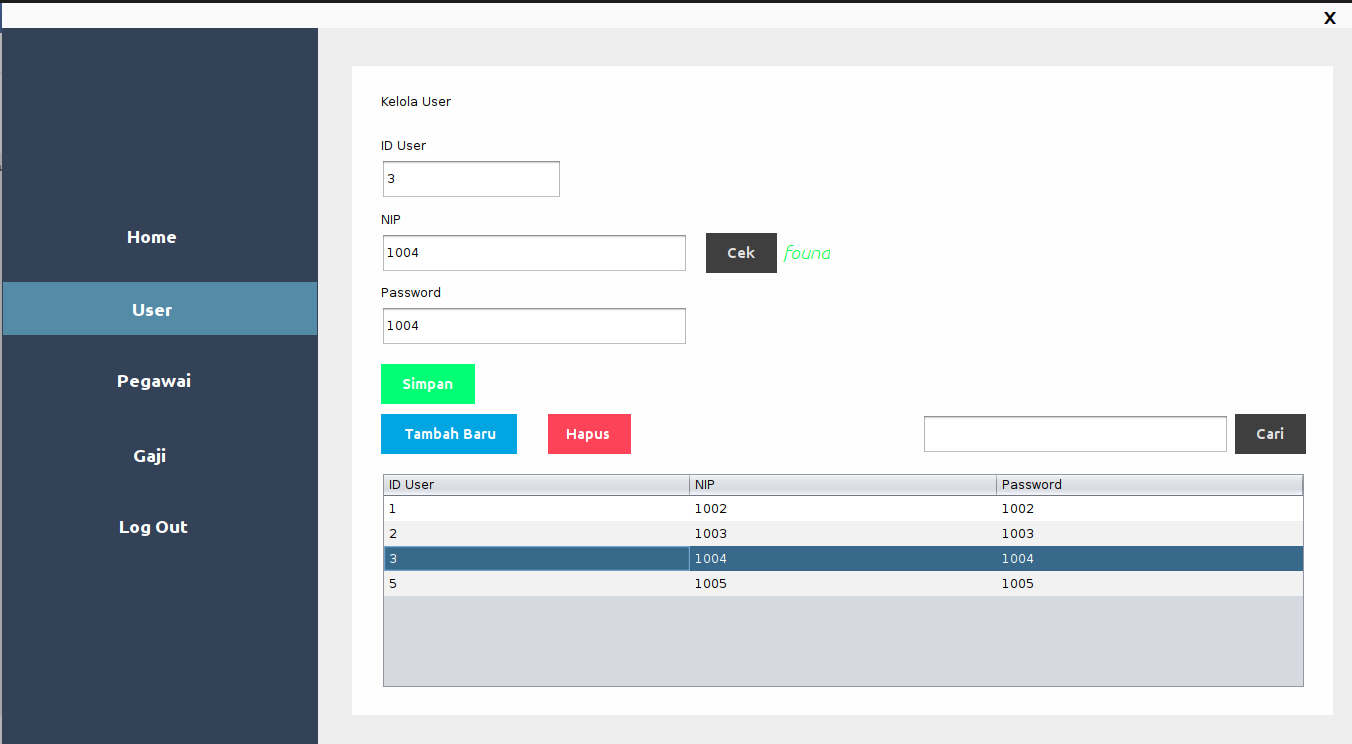 X
Home
User
Pegawai
Gaji
Log Out
Kelola User
ID User
3
NIP
1004
Cek found
Password
1004
Simpan
Tambah Baru Hapus Cari
ID User NIP Password
1 1002 1002
2 1003 1003
3 1004 1004
5 1005 1005